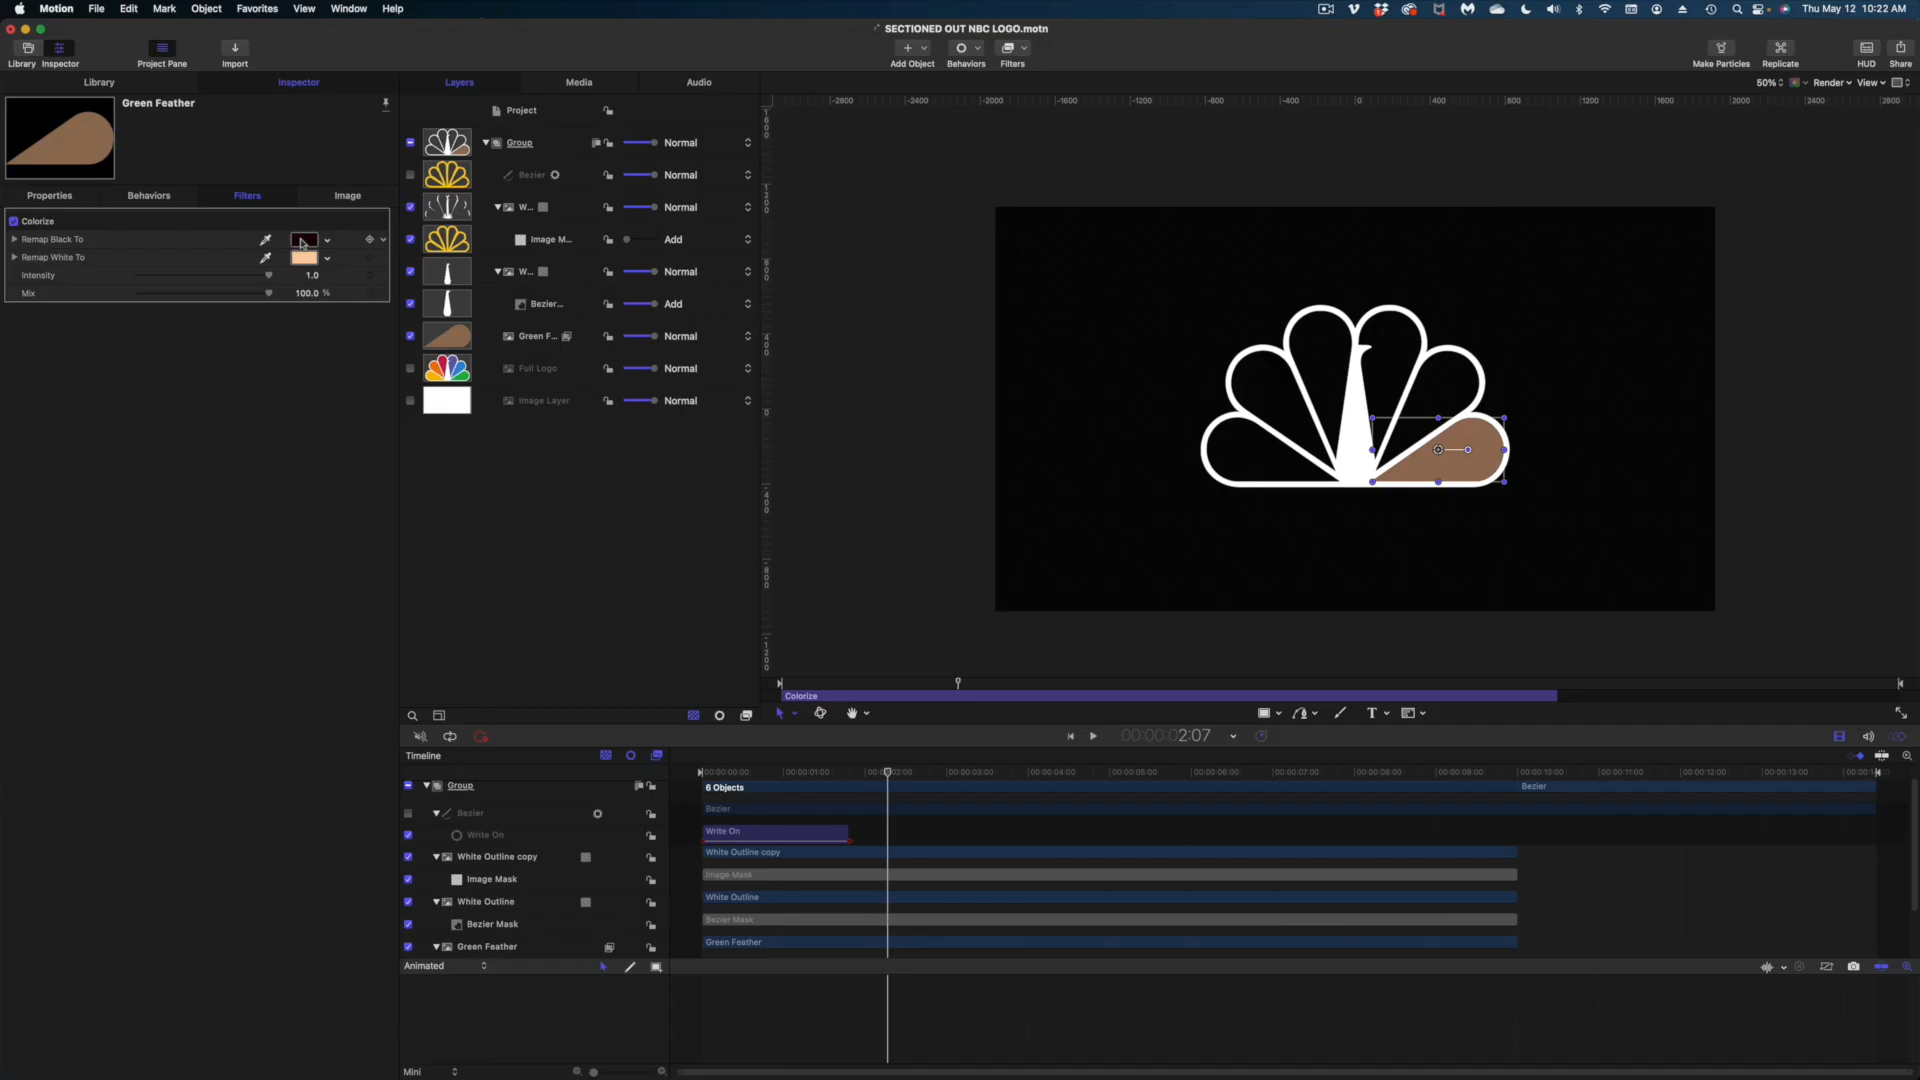 Motion File Edit Mark Object Favorites View Window Help Thu May 12 10:22 AM
SECTIONED OUT NBC LOGO.motn
Library Inspector Project Pane Import Add Object Behaviors Filters Make Particles Replicate HUD Share
Library Inspector Layers Media Audio 50% Render View
Green Feather
Properties Behaviors Filters Image
Colorize
Remap Black To
Remap White To
Intensity 1.0
Mix 100.0 %
Project
Group Normal
Bezier Normal
W... Normal
Image M... Add
W... Normal
Bezier... Add
Green F... Normal
Full Logo Normal
Image Layer Normal
-2800 -2400 -2000 -1600 -1200 -800 -400 0 400 800 1200 1600 2000 2400 2800
1600
1200
800
400
0
-400
-800
-1200
Colorize
T
00:00:02:07
Timeline
00:00:00:00 00:00:01:00 00:00:02:00 00:00:03:00 00:00:04:00 00:00:05:00 00:00:06:00 00:00:07:00 00:00:08:00 00:00:09:00 00:00:10:00 00:00:11:00 00:00:12:00 00:00:13:00
Group 6 Objects Bezier
Bezier Bezier
Write On Write On
White Outline copy White Outline copy
Image Mask Image Mask
White Outline White Outline
Bezier Mask Bezier Mask
Green Feather Green Feather
Animated
Mini